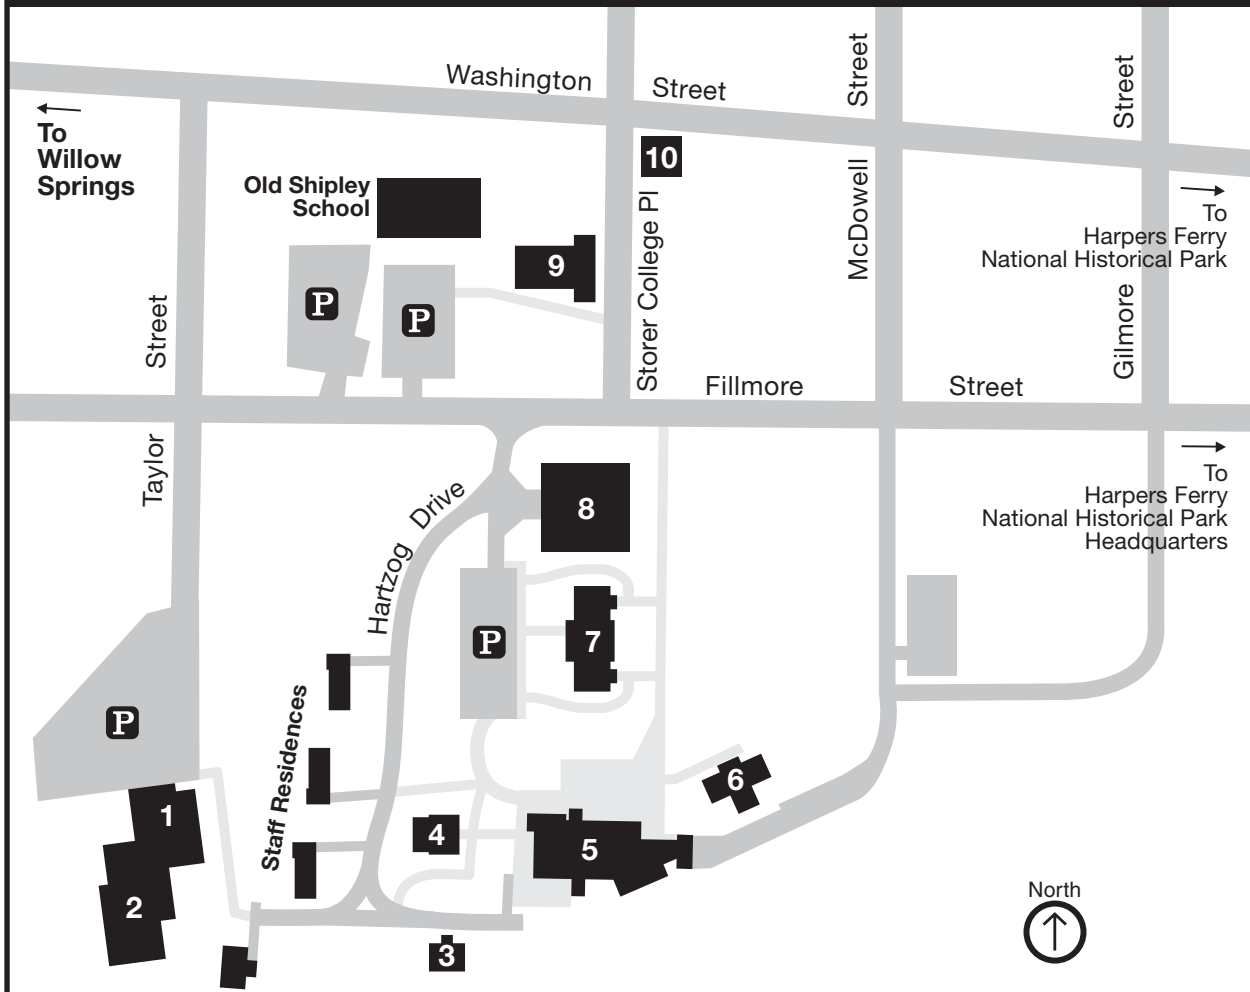 Washington Street
Street
Street
To
Willow
Springs
10
Old Shipley
School
Storer College Pl
McDowell
To
Harpers Ferry
National Historical Park
9
P
P
Street
Gilmore
Fillmore Street
Taylor
To
Harpers Ferry
National Historical Park
Headquarters
Hartzog Drive
8
7
P
P
Staff Residences
6
1
4
5
2
3
North